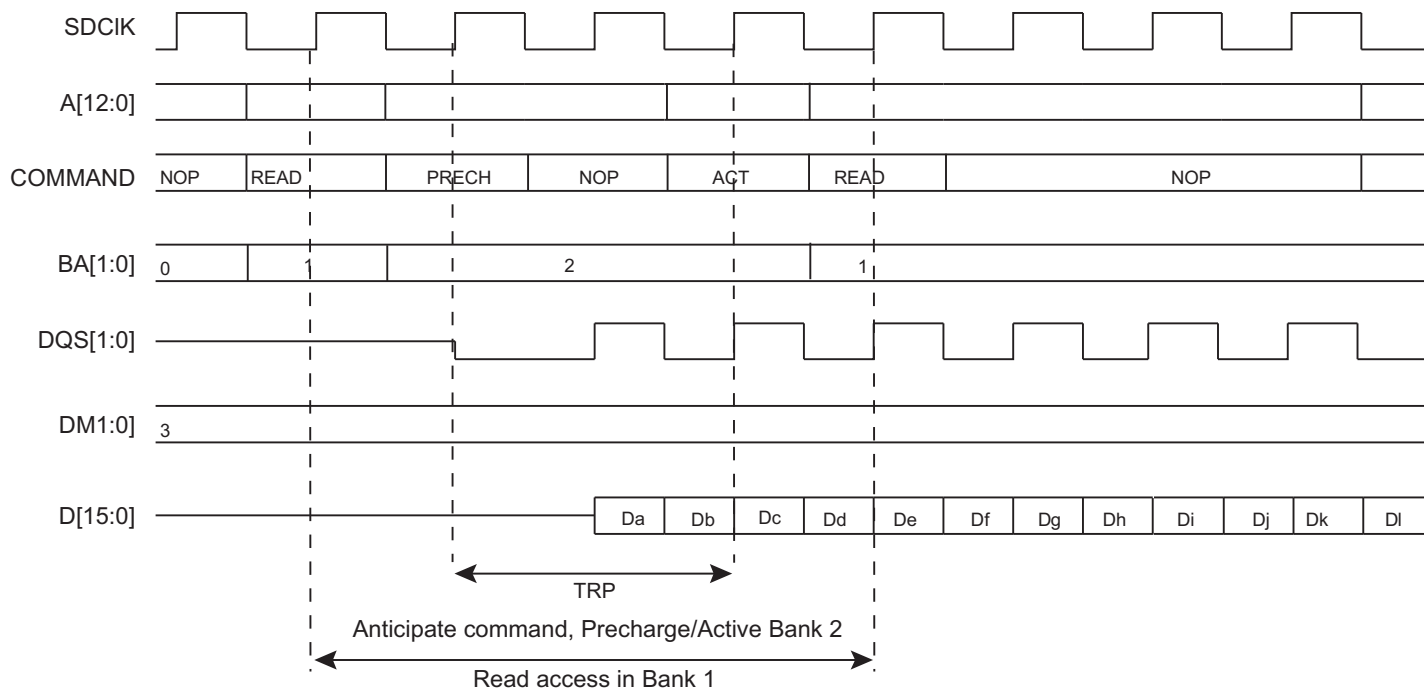 SDClK
A[12:0]
COMMAND NOP READ PRECH NOP ACT READ NOP
BA[1:0] 0 1 2 1
DQS[1:0]
DM1:0] 3
D[15:0] Da Db Dc Dd De Df Dg Dh Di Dj Dk Dl
TRP
Anticipate command, Precharge/Active Bank 2
Read access in Bank 1